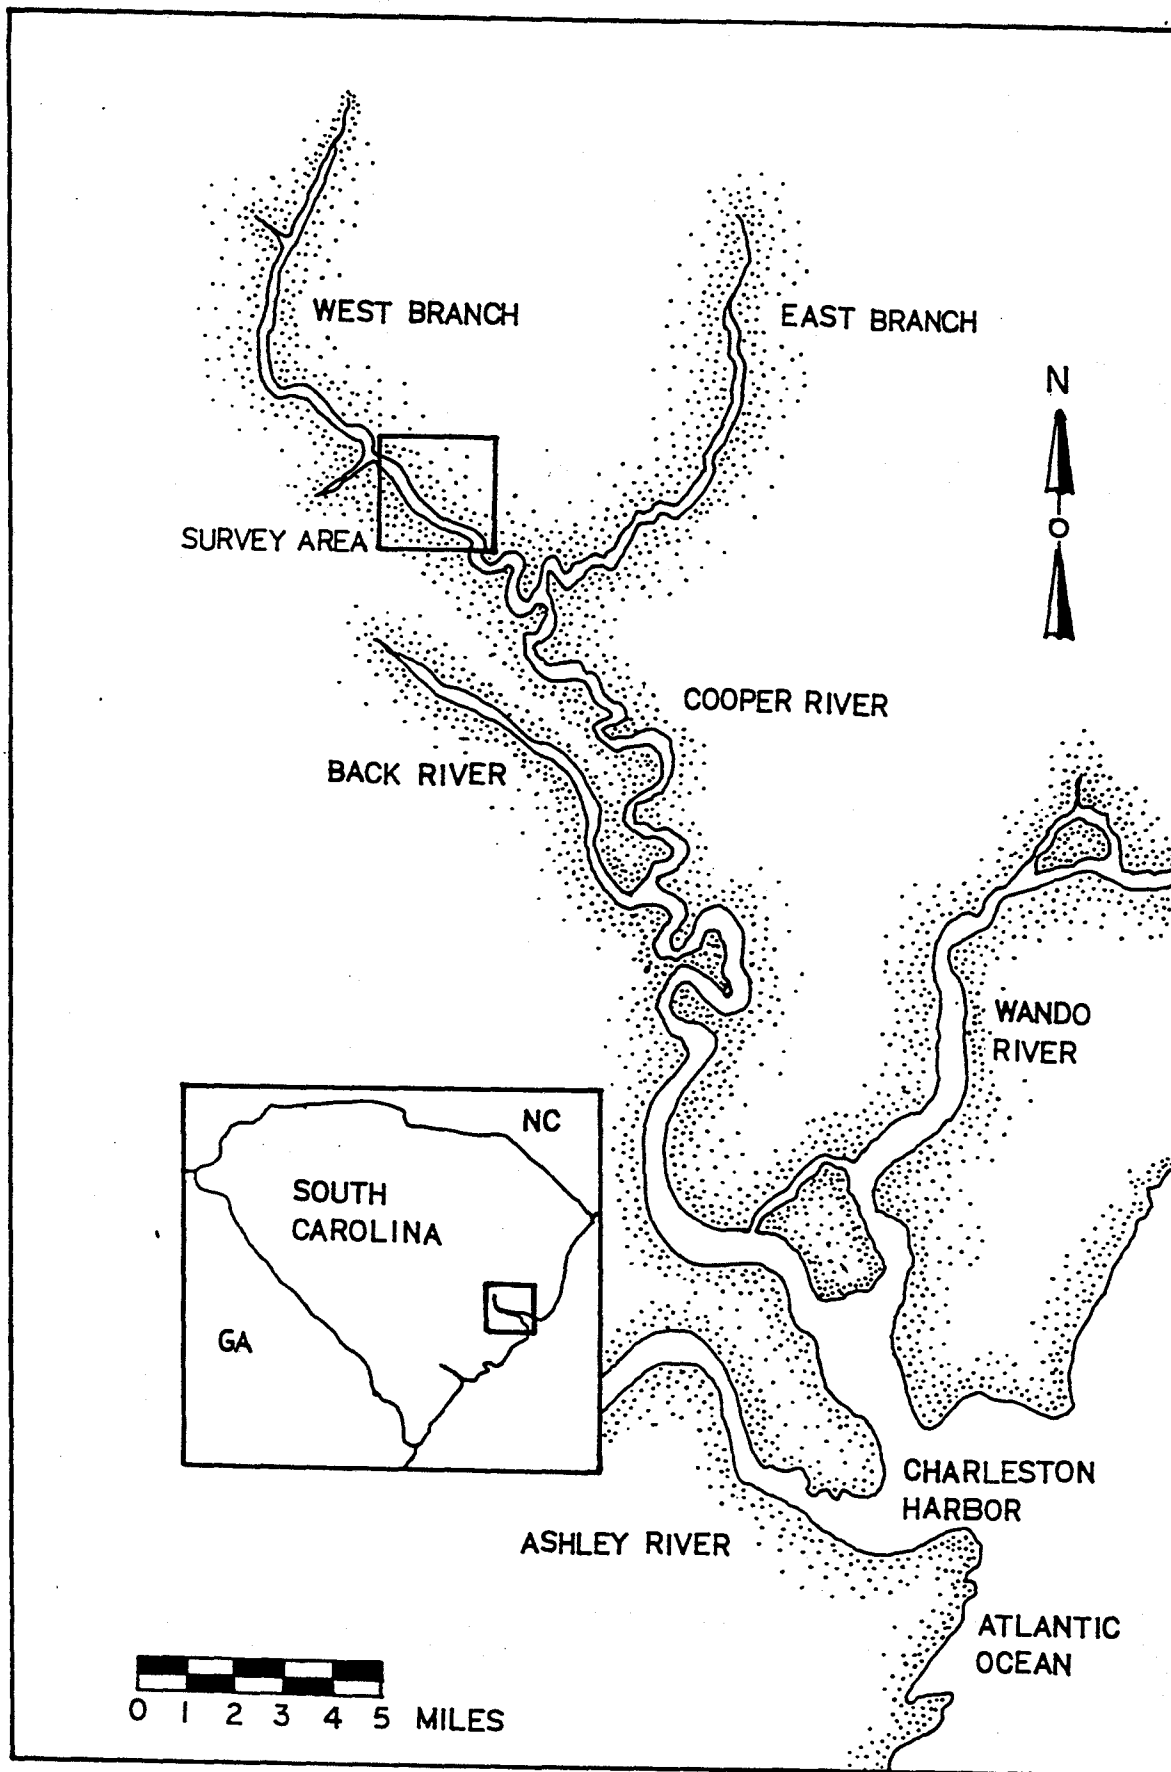 WEST BRANCH
EAST BRANCH
N
SURVEY AREA
COOPER RIVER
BACK RIVER
WANDO
RIVER
NC
SOUTH
CAROLINA
GA
CHARLESTON
HARBOR
ASHLEY RIVER
ATLANTIC
OCEAN
0 1 2 3 4 5 MILES